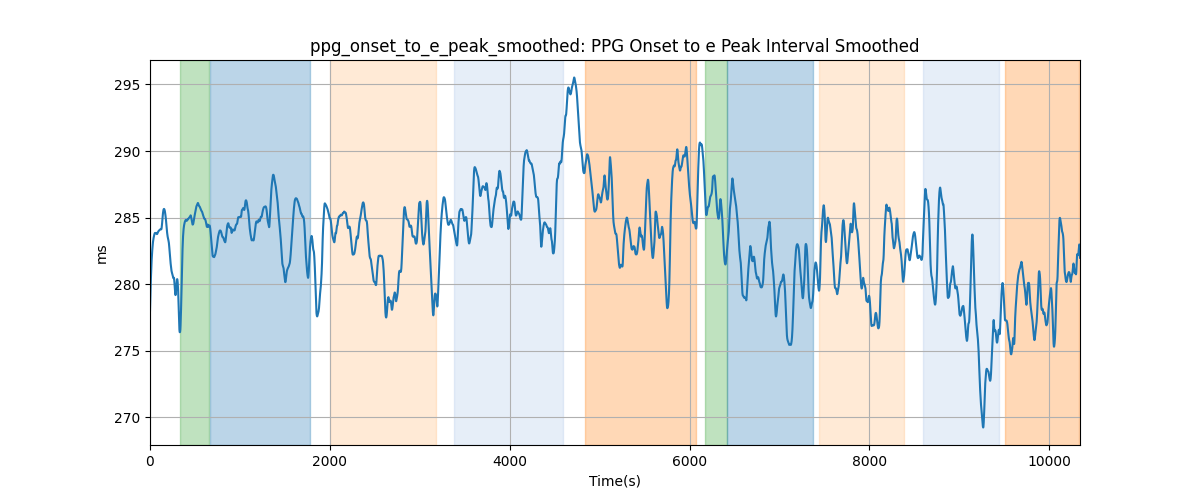 ppg_onset_to_e_peak_smoothed: PPG Onset to e Peak Interval Smoothed
295
290
285
280
275
270
ms
0 2000 4000 6000 8000 10000
Time(s)